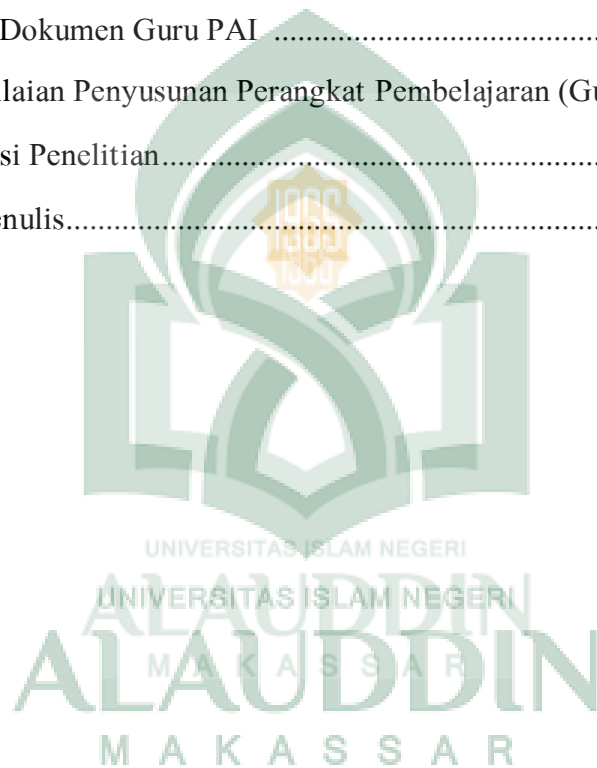 Dokumen Guru PAI ............................................
ilaian Penyusunan Perangkat Pembelajaran (Gu
si Penelitian............................................................
enulis.........................................................................
UNIVERSITAS ISLAM NEGERI
UNIVERSITAS ISLAM NEGERI
ALAUDDIN
MAKASSAR
ALAUDDIN
MAKASSAR